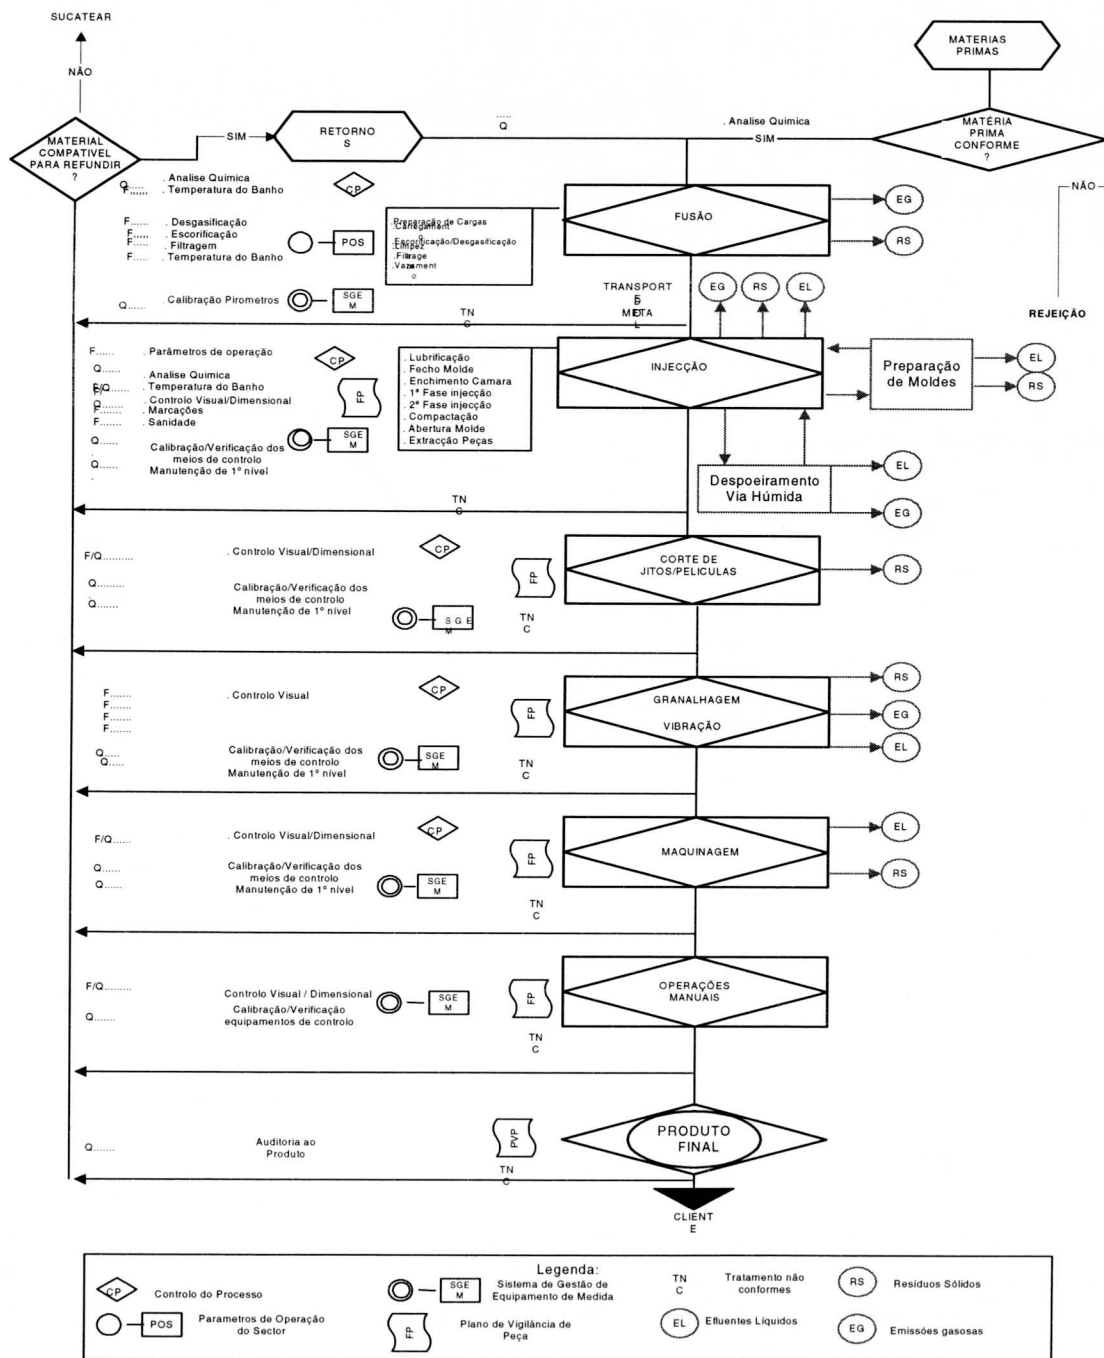 SUCATEAR
NÃO
MATERIAL
COMPATIVEL
PARA REFUNDIR
?
SIM
RETORNO
S
.....
Q
. Analise Quimica
SIM
MATERIAS
PRIMAS
MATÉRIA
PRIMA
CONFORME
?
NÃO
REJEIÇÃO
Q..... . Analise Quimica
F,,,,,, . Temperatura do Banho
CP
F...... . Desgasificação
F,,,,, . Escorificação
F..... . Filtragem
F..... . Temperatura do Banho
POS
.Preparação de Cargas
.Carregament
o
Escorificação/Desgasificação
.Limpez
.Filtrage
.Vazament
o
FUSÃO
EG
RS
Q...... . Calibração Pirometros
SGE
M
TN
C
TRANSPORT
META
L
EG
RS
EL
F...... . Parâmetros de operação
Q...... . Analise Quimica
F/Q....... . Temperatura do Banho
Q....... . Controlo Visual/Dimensional
F....... . Marcações
F....... . Sanidade
CP
FP
SGE
M
Q...... Calibração/Verificação dos
meios de controlo
Q...... Manutenção de 1º nível
. Lubrificação
. Fecho Molde
. Enchimento Camara
. 1ª Fase injecção
. 2ª Fase injecção
. Compactação
. Abertura Molde
. Extracção Peças
INJECÇÃO
Preparação
de Moldes
EL
RS
Despoeiramento
Via Húmida
EL
EG
TN
C
F/Q.......... . Controlo Visual/Dimensional
CP
Q......... Calibração/Verificação dos
meios de controlo
Q....... Manutenção de 1º nível
S G E
M
FP
TN
C
CORTE DE
JITOS/PELICULAS
RS
F....... . Controlo Visual
F.......
F.......
F.......
CP
Q..... Calibração/Verificação dos
Q..... meios de controlo
Manutenção de 1º nível
SGE
M
FP
TN
C
GRANALHAGEM
VIBRAÇÃO
RS
EG
EL
F/Q....... . Controlo Visual/Dimensional
CP
Q...... Calibração/Verificação dos
meios de controlo
Q...... Manutenção de 1º nível
SGE
M
FP
TN
C
MAQUINAGEM
EL
RS
F/Q......... Controlo Visual / Dimensional
Q....... Calibração/Verificação
equipamentos de controlo
SGE
M
FP
TN
C
OPERAÇÕES
MANUAIS
Q....... Auditoria ao
Produto
PVP
TN
C
PRODUTO
FINAL
CLIENT
E
Legenda:
CP Controlo do Processo
SGE
M
Sistema de Gestão de
Equipamento de Medida
TN
C
Tratamento não
conformes
RS Resíduos Sólidos
POS
Parametros de Operação
do Sector
FP
Plano de Vigilância de
Peça
EL Efluentes Líquidos
EG Emissões gasosas